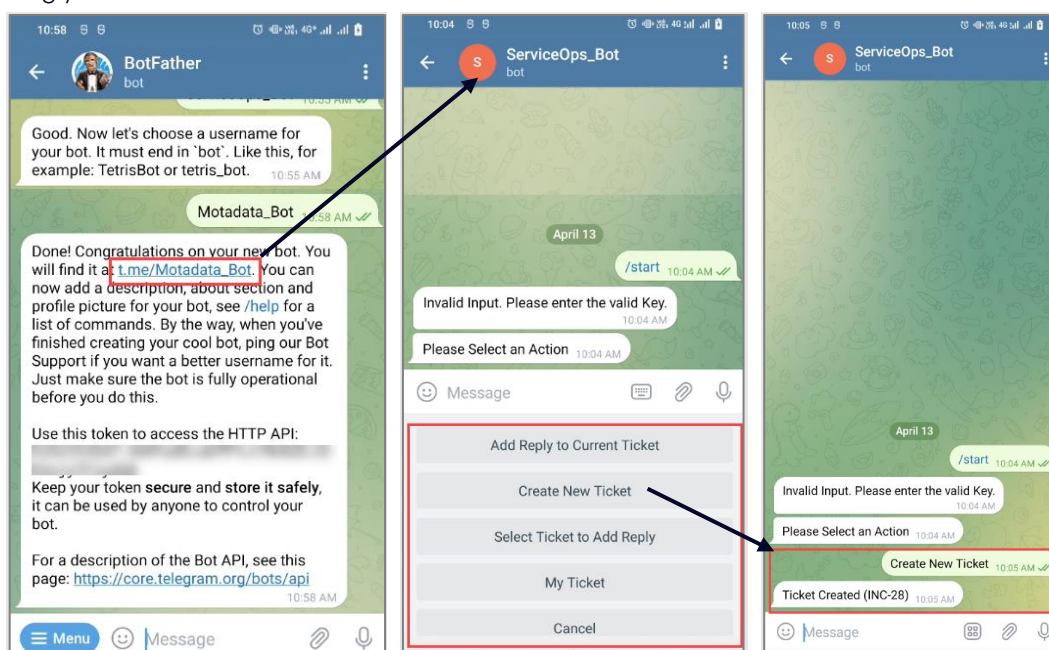 10:58
4G+
BotFather
bot
10:55 AM
Good. Now let's choose a username for
your bot. It must end in `bot`. Like this, for
example: TetrisBot or tetris_bot. 10:55 AM
Motadata_Bot 10:58 AM
Done! Congratulations on your new bot. You
will find it at t.me/Motadata_Bot. You can
now add a description, about section and
profile picture for your bot, see /help for a
list of commands. By the way, when you've
finished creating your cool bot, ping our Bot
Support if you want a better username for it.
Just make sure the bot is fully operational
before you do this.
Use this token to access the HTTP API:
Keep your token secure and store it safely,
it can be used by anyone to control your
bot.
For a description of the Bot API, see this
page: https://core.telegram.org/bots/api
10:58 AM
Menu
Message
10:04
4G
S
ServiceOps_Bot
bot
April 13
/start 10:04 AM
Invalid Input. Please enter the valid Key.
10:04 AM
Please Select an Action 10:04 AM
Message
Add Reply to Current Ticket
Create New Ticket
Select Ticket to Add Reply
My Ticket
Cancel
10:05
4G
S
ServiceOps_Bot
bot
April 13
/start 10:04 AM
Invalid Input. Please enter the valid Key.
10:04 AM
Please Select an Action 10:04 AM
Create New Ticket 10:05 AM
Ticket Created (INC-28) 10:05 AM
Message